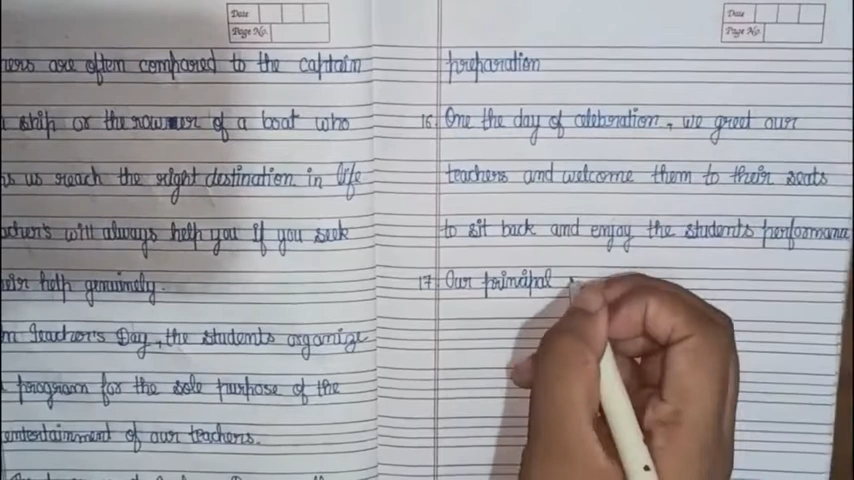 Date
Page No.
are often compared to the captain
ship or the rower of a boat who
us reach the right destination in life
will always help you if you seek
help genuinely.
Teacher's Day, the students organize
program for the sole purpose of the
entertainment of our teachers.
Date
Page No.
preparation
16. One the day of celebration, we greet our
teachers and welcome them to their seats
to sit back and enjoy the students performance
17. Our principal